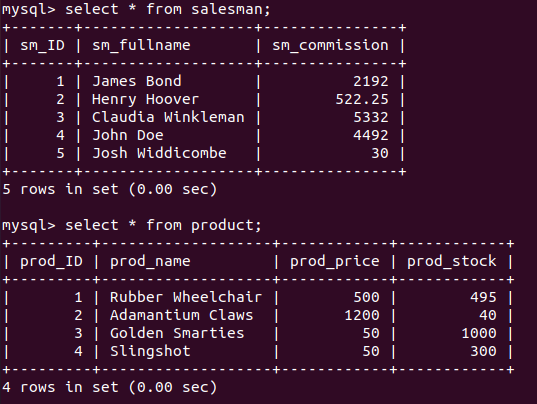 mysql> select * from salesman;
+-------+-------------------+---------------+
| sm_ID | sm_fullname       | sm_commission |
+-------+-------------------+---------------+
|     1 | James Bond        |          2192 |
|     2 | Henry Hoover      |        522.25 |
|     3 | Claudia Winkleman |          5332 |
|     4 | John Doe          |          4492 |
|     5 | Josh Widdicombe   |            30 |
+-------+-------------------+---------------+
5 rows in set (0.00 sec)
mysql> select * from product;
+---------+-------------------+------------+------------+
| prod_ID | prod_name         | prod_price | prod_stock |
+---------+-------------------+------------+------------+
|       1 | Rubber Wheelchair |        500 |        495 |
|       2 | Adamantium Claws  |       1200 |         40 |
|       3 | Golden Smarties   |         50 |       1000 |
|       4 | Slingshot         |         50 |        300 |
+---------+-------------------+------------+------------+
4 rows in set (0.00 sec)